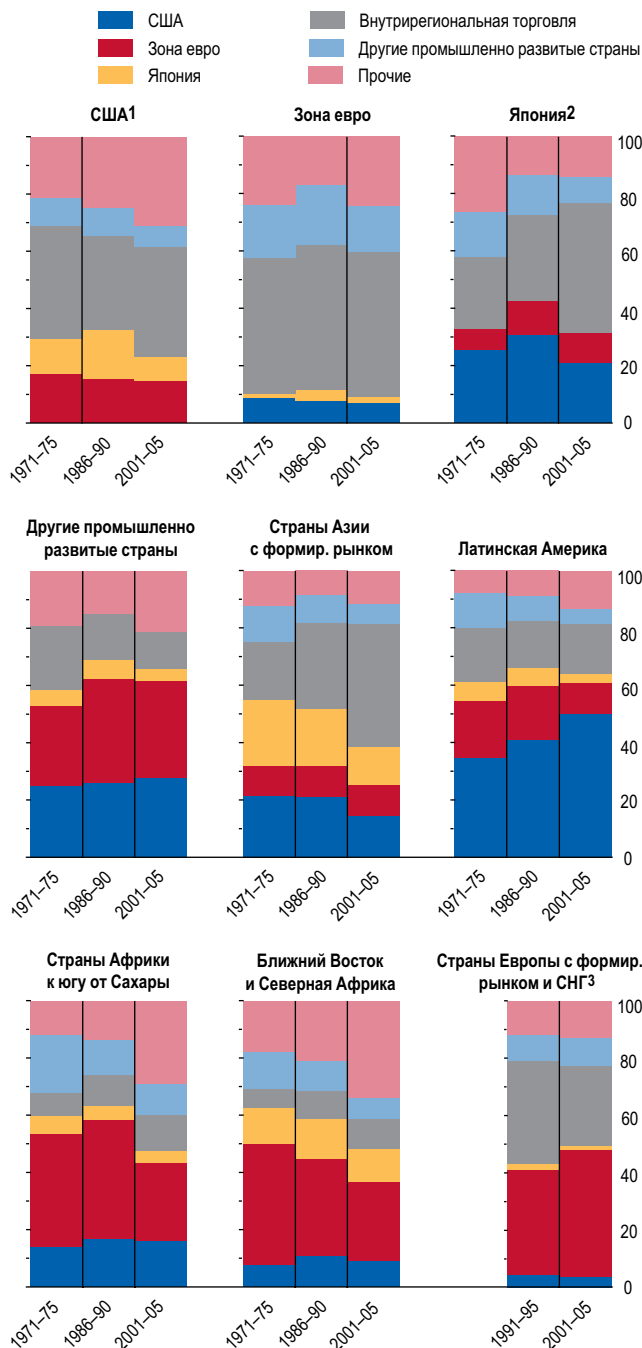 США
Зона евро
Япония
Внутрирегиональная торговля
Другие промышленно развитые страны
Прочие
США1
Зона евро
Япония2
100
80
60
40
20
0
1971–75
1986–90
2001–05
1971–75
1986–90
2001–05
1971–75
1986–90
2001–05
Другие промышленно
развитые страны
Страны Азии
с формир. рынком
Латинская Америка
100
80
60
40
20
0
1971–75
1986–90
2001–05
1971–75
1986–90
2001–05
1971–75
1986–90
2001–05
Страны Африки
к югу от Сахары
Ближний Восток
и Северная Африка
Страны Европы с формир.
рынком и СНГ3
100
80
60
40
20
0
1971–75
1986–90
2001–05
1971–75
1986–90
2001–05
1991–95
2001–05